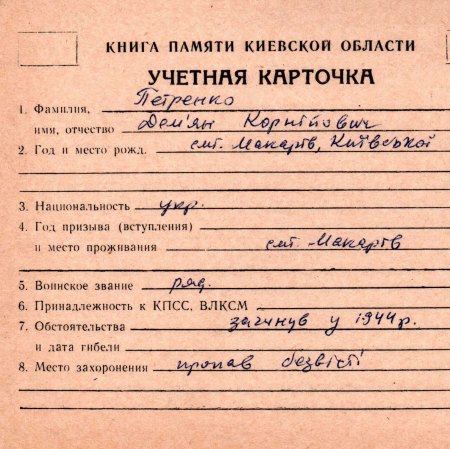 КНИГА ПАМЯТИ КИЕВСКОЙ ОБЛАСТИ
УЧЕТНАЯ КАРТОЧКА
1. Фамилия, Петренко
имя, отчество Дем'ян Корнійович
2. Год и место рожд. смт. Макарів, Київської
3. Национальность укр.
4. Год призыва (вступления)
и место проживания смт. Макарів
5. Воинское звание ряд.
6. Принадлежность к КПСС, ВЛКСМ
7. Обстоятельства загинув у 1944 р.
и дата гибели
8. Место захоронения пропав безвісті